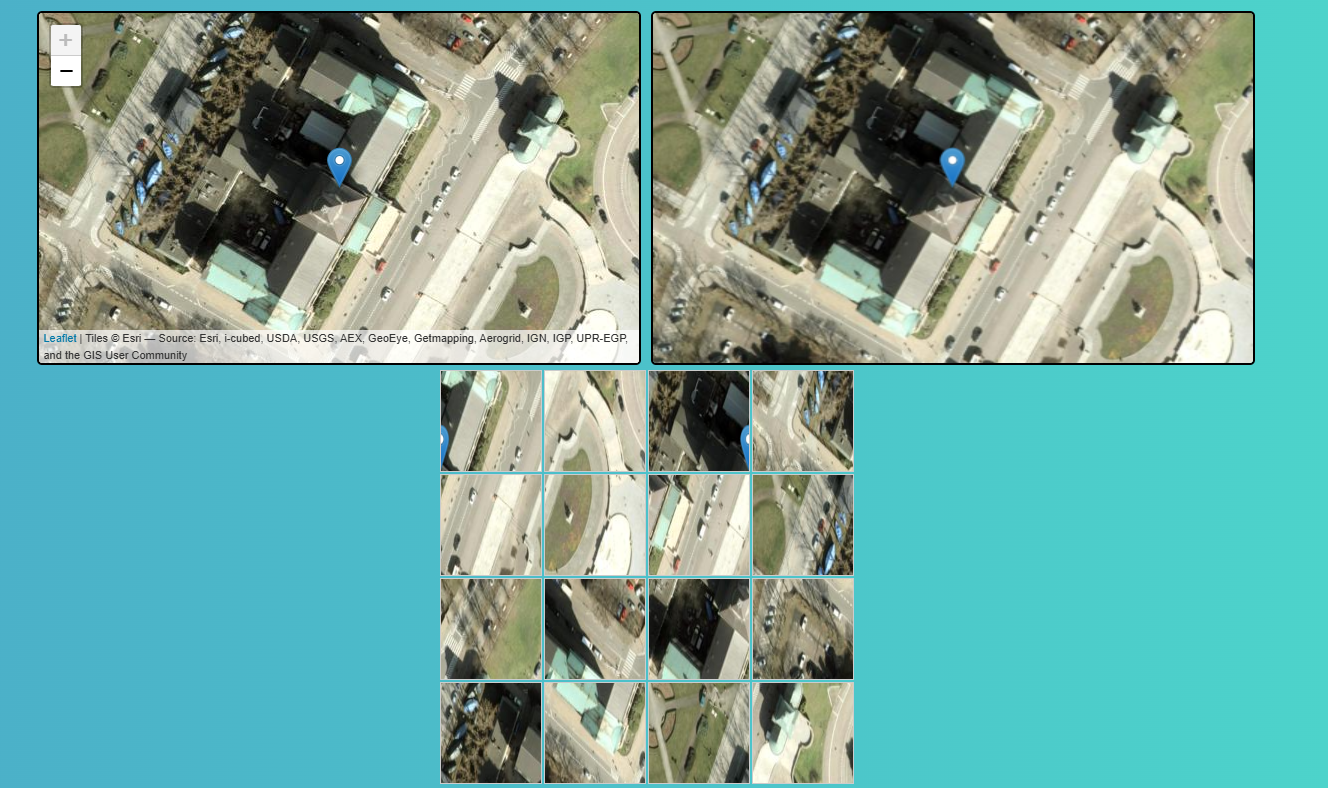 +
−
Leaflet | Tiles © Esri — Source: Esri, i-cubed, USDA, USGS, AEX, GeoEye, Getmapping, Aerogrid, IGN, IGP, UPR-EGP,
and the GIS User Community